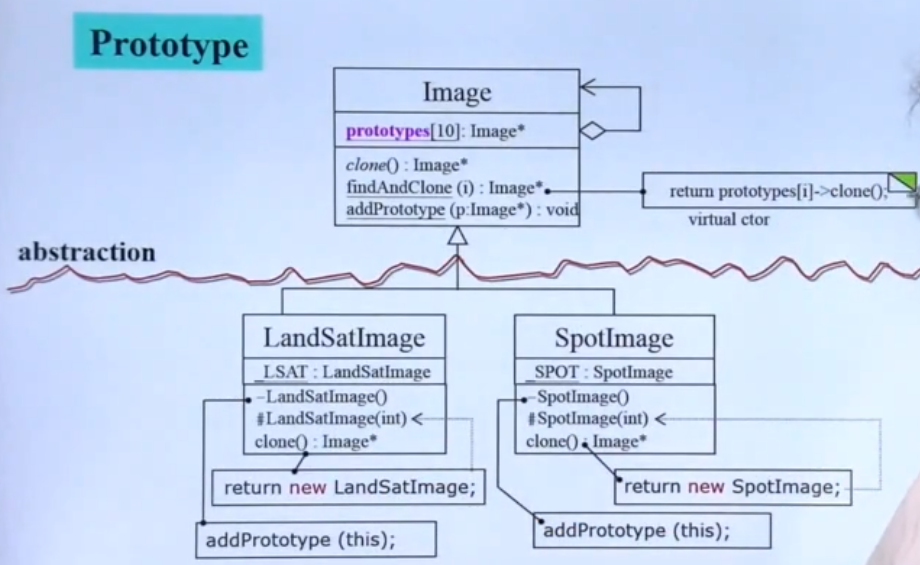 Prototype
Image
prototypes[10]: Image*
clone() : Image*
findAndClone (i) : Image*
addPrototype (p:Image*) : void
return prototypes[i]->clone();
virtual ctor
abstraction
LandSatImage
_LSAT : LandSatImage
-LandSatImage()
#LandSatImage(int)
clone() : Image*
return new LandSatImage;
addPrototype (this);
SpotImage
_SPOT : SpotImage
-SpotImage()
#SpotImage(int)
clone() : Image*
return new SpotImage;
addPrototype (this);